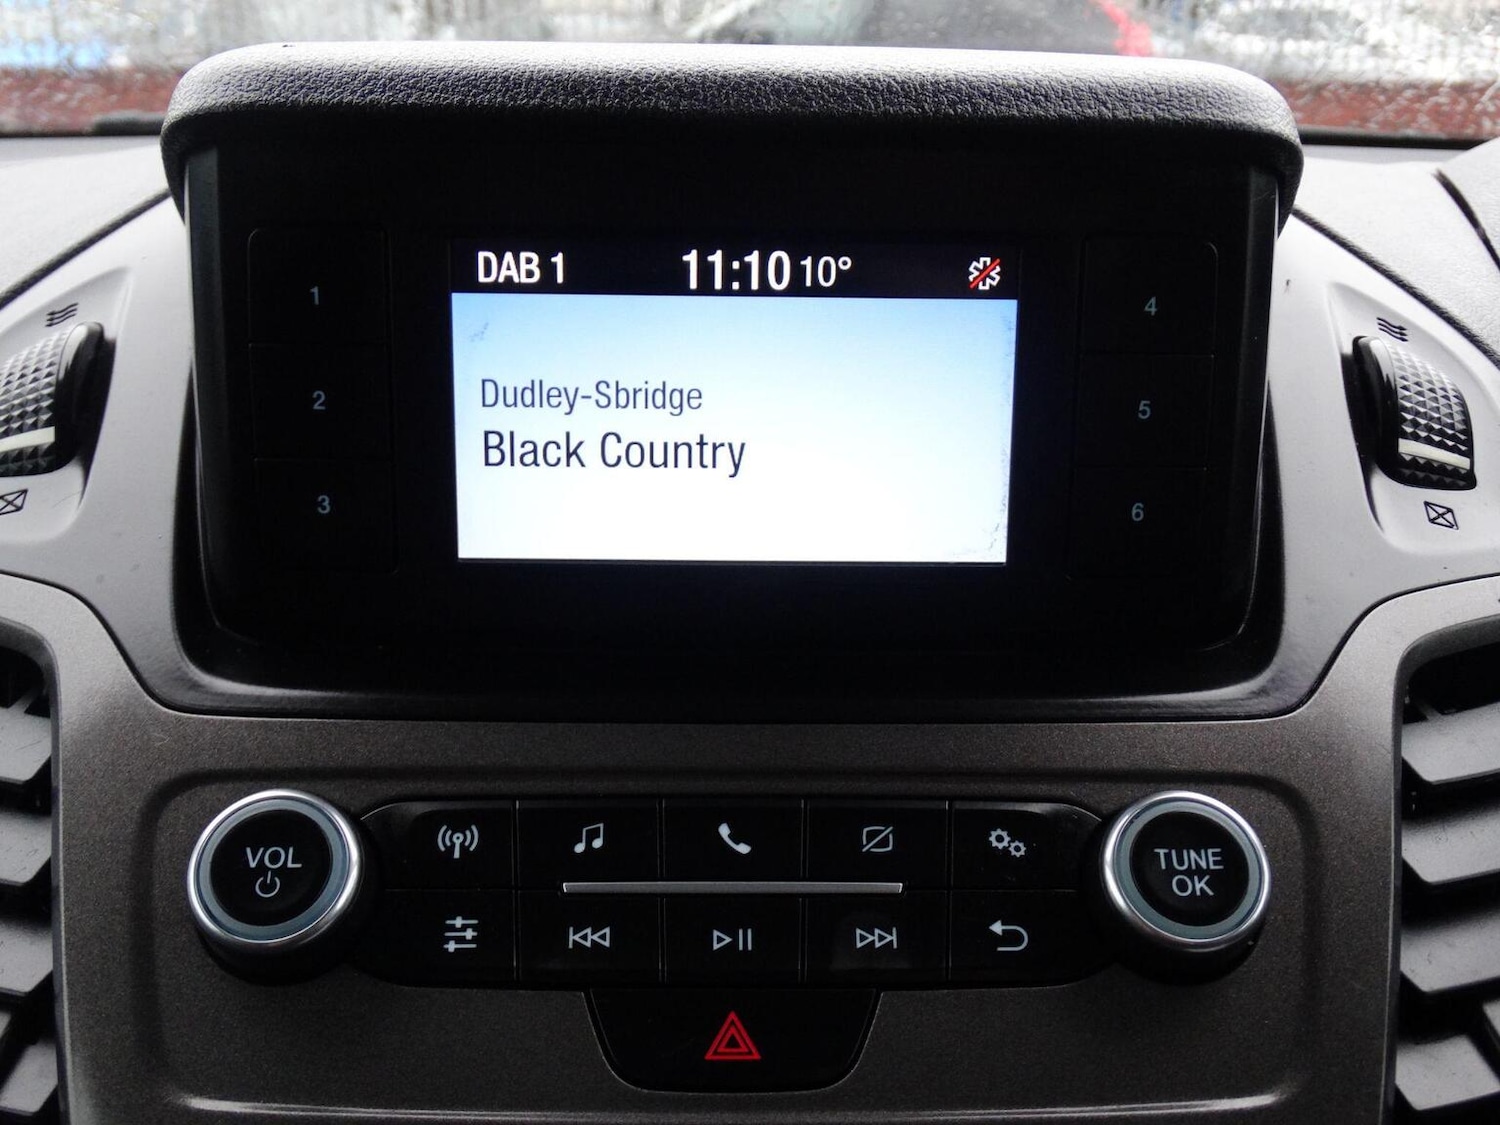 DAB 1 11:10 10°
Dudley-Sbridge
Black Country
1
2
3
4
5
6
VOL
TUNE
OK